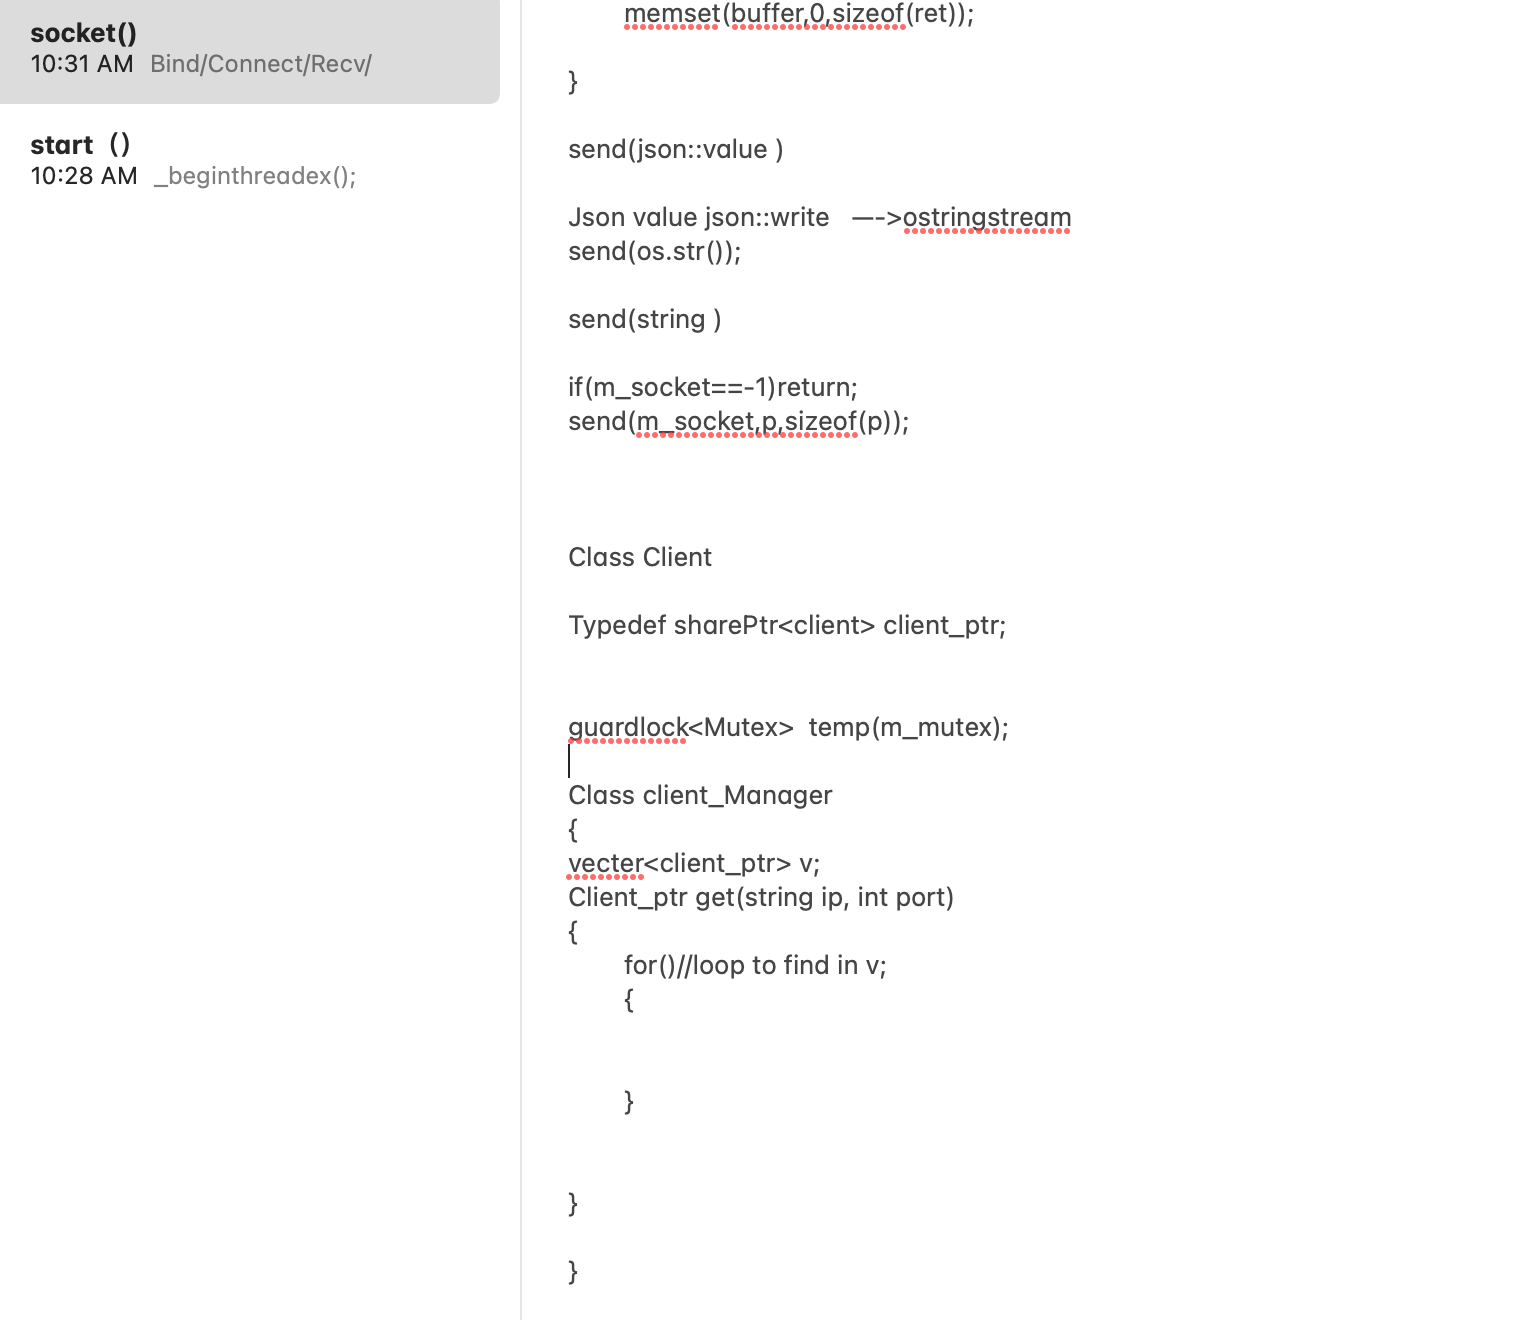 socket()
10:31 AM Bind/Connect/Recv/
start ()
10:28 AM _beginthreadex();
memset(buffer,0,sizeof(ret));
}
send(json::value )
Json value json::write —->ostringstream
send(os.str());
send(string )
if(m_socket==-1)return;
send(m_socket,p,sizeof(p));
Class Client
Typedef sharePtr<client> client_ptr;
guardlock<Mutex> temp(m_mutex);
Class client_Manager
{
vecter<client_ptr> v;
Client_ptr get(string ip, int port)
{
for()//loop to find in v;
{
}
}
}